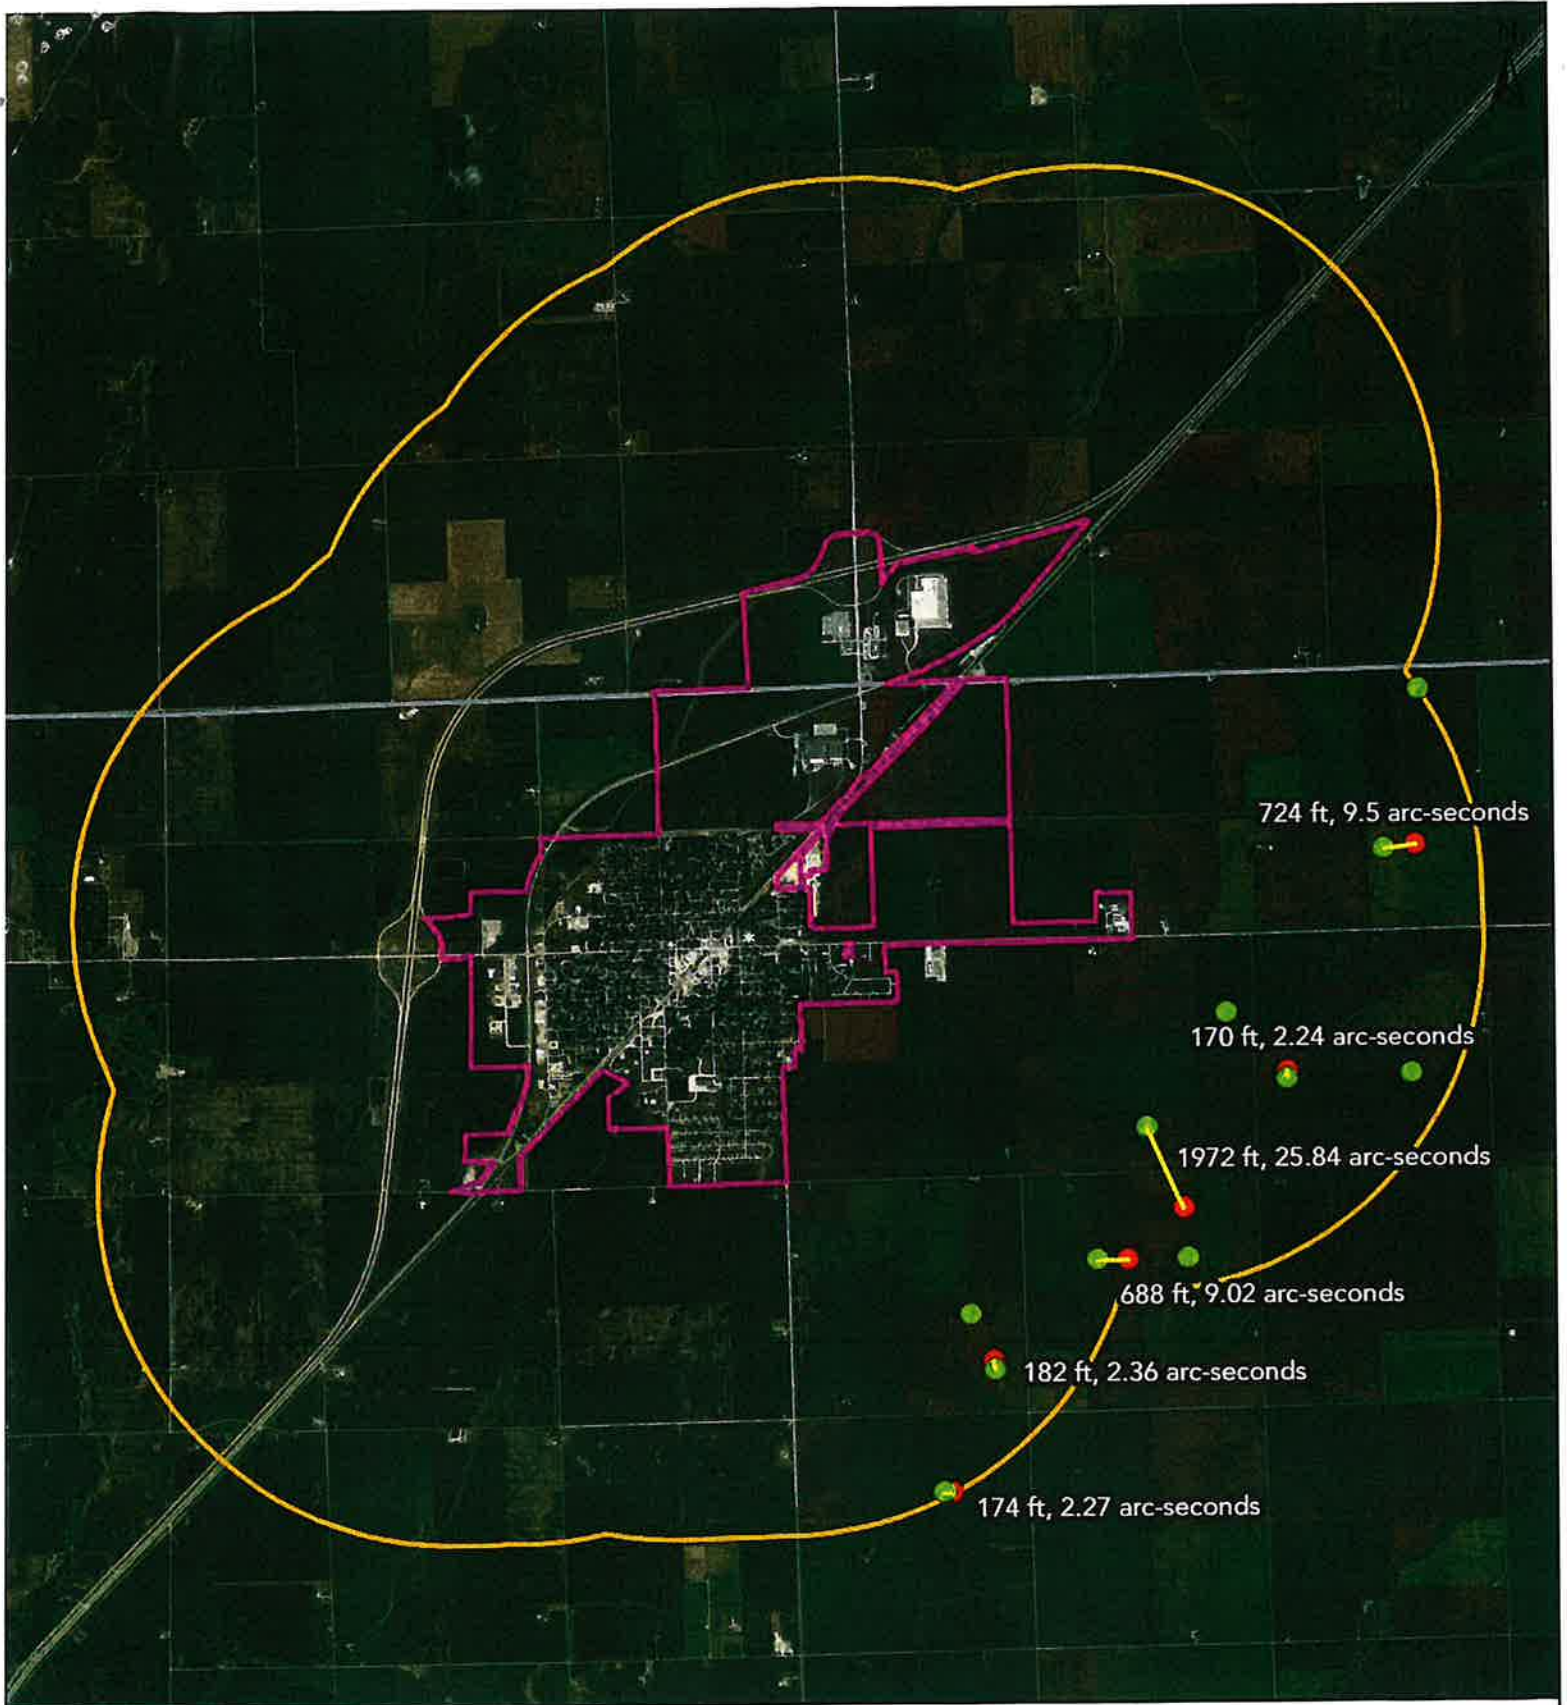 724 ft, 9.5 arc-seconds
170 ft, 2.24 arc-seconds
1972 ft, 25.84 arc-seconds
688 ft, 9.02 arc-seconds
182 ft, 2.36 arc-seconds
174 ft, 2.27 arc-seconds